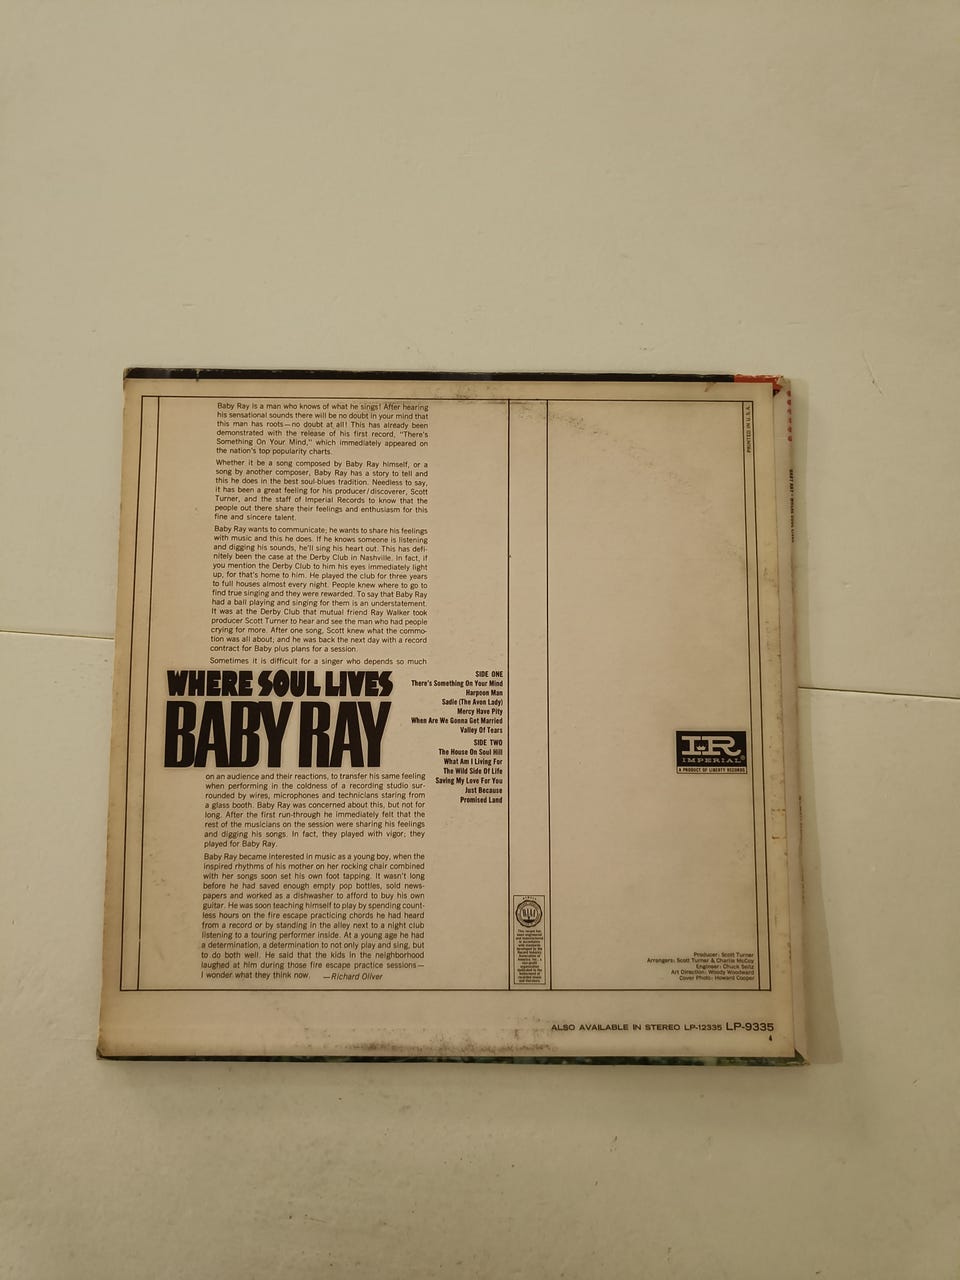 Baby Ray is a man who knows of what he sings! After hearing
his sensational sounds there will be no doubt in your mind that
this man has roots—no doubt at all! This has already been
demonstrated with the release of his first record, "There's
Something On Your Mind," which immediately appeared on
the nation's top popularity charts.
Whether it be a song composed by Baby Ray himself, or a
song by another composer, Baby Ray has a story to tell and
this he does in the best soul-blues tradition. Needless to say,
it has been a great feeling for his producer/discoverer, Scott
Turner, and the staff of Imperial Records to know that the
people out there share their feelings and enthusiasm for this
fine and sincere talent.
Baby Ray wants to communicate; he wants to share his feelings
with music and this he does. If he knows someone is listening
and digging his sounds, he'll sing his heart out. This has defi-
nitely been the case at the Derby Club in Nashville. In fact, if
you mention the Derby Club to him his eyes immediately light
up, for that's home to him. He played the club for three years
to full houses almost every night. People knew where to go to
find true singing and they were rewarded. To say that Baby Ray
had a ball playing and singing for them is an understatement.
It was at the Derby Club that mutual friend Ray Walker took
producer Scott Turner to hear and see the man who had people
crying for more. After one song, Scott knew what the commo-
tion was all about; and he was back the next day with a record
contract for Baby plus plans for a session.
Sometimes it is difficult for a singer who depends so much
WHERE SOUL LIVES
BABY RAY
on an audience and their reactions, to transfer his same feeling
when performing in the coldness of a recording studio sur-
rounded by wires, microphones and technicians staring from
a glass booth. Baby Ray was concerned about this, but not for
long. After the first run-through he immediately felt that the
rest of the musicians on the session were sharing his feelings
and digging his songs. In fact, they played with vigor; they
played for Baby Ray.
Baby Ray became interested in music as a young boy, when the
inspired rhythms of his mother on her rocking chair combined
with her songs soon set his own foot tapping. It wasn't long
before he had saved enough empty pop bottles, sold news-
papers and worked as a dishwasher to afford to buy his own
guitar. He was soon teaching himself to play by spending count-
less hours on the fire escape practicing chords he had heard
from a record or by standing in the alley next to a night club
listening to a touring performer inside. At a young age he had
a determination, a determination to not only play and sing, but
to do both well. He said that the kids in the neighborhood
laughed at him during those fire escape practice sessions—
I wonder what they think now. —Richard Oliver
SIDE ONE
There's Something On Your Mind
Harpoon Man
Sadie (The Avon Lady)
Mercy Have Pity
When Are We Gonna Get Married
Valley Of Tears
SIDE TWO
The House On Soul Hill
What Am I Living For
The Wild Side Of Life
Saving My Love For You
Just Because
Promised Land
PRINTED IN U.S.A.
IR
IMPERIAL®
A PRODUCT OF LIBERTY RECORDS
RIAA
Producer: Scott Turner
Arrangers: Scott Turner & Charlie McCoy
Engineer: Chuck Seitz
Art Direction: Woody Woodward
Cover Photo: Howard Cooper
ALSO AVAILABLE IN STEREO LP-12335 LP-9335
4